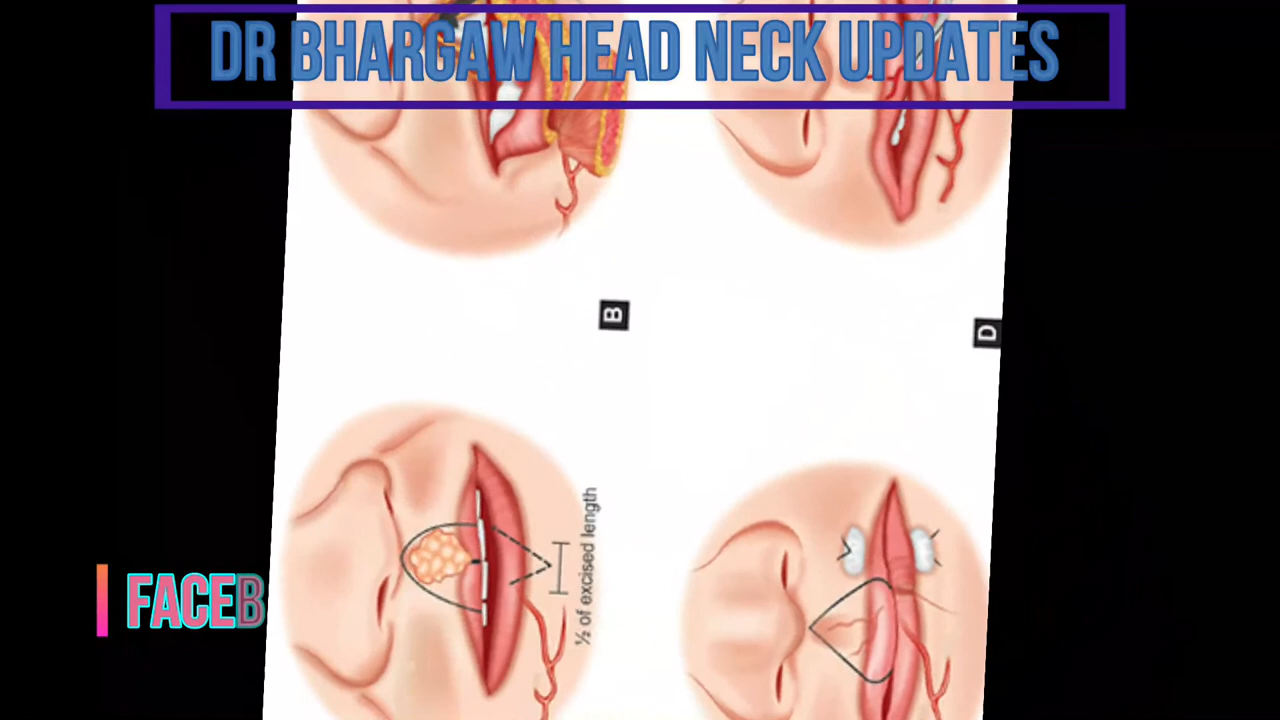 DR BHARGAW HEAD NECK UPDATES
B
D
½ of excised length
FACEB